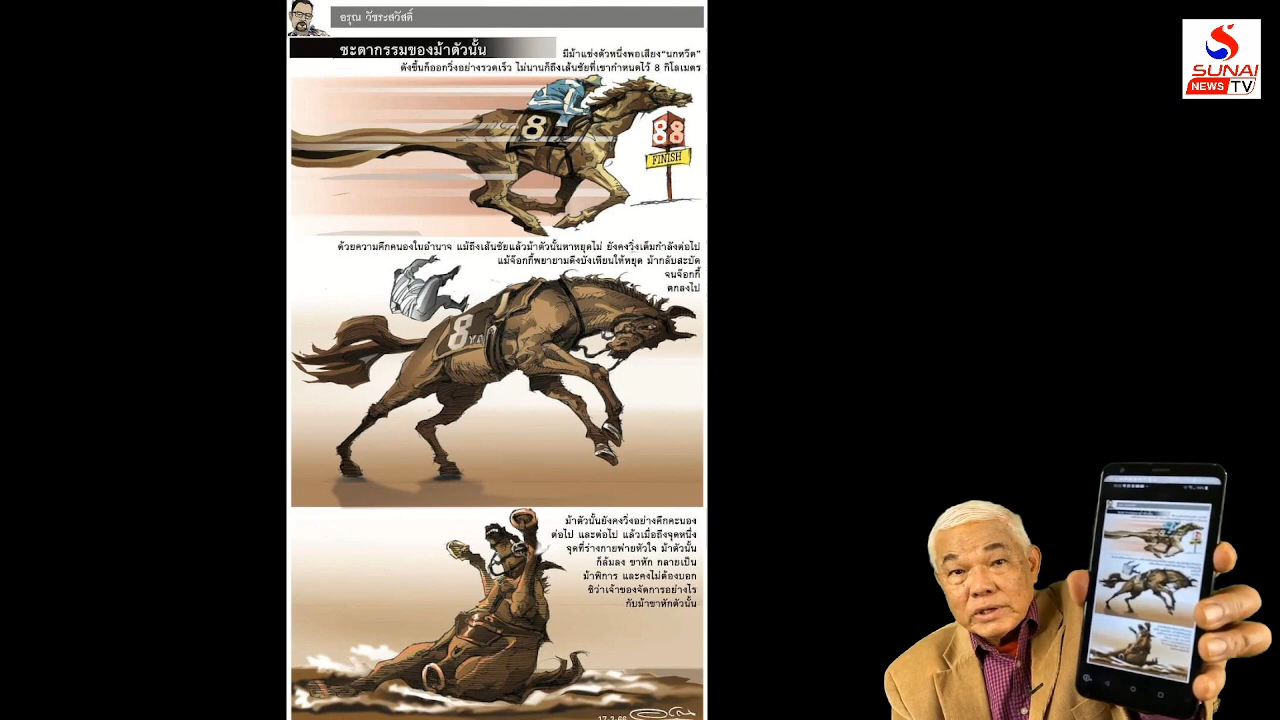 อรุณ วัชระสวัสดิ์
ชะตากรรมของม้าตัวนั้น
มีม้าแข่งตัวหนึ่งพอเสียง“นกหวีด”
ดังขึ้นก็ออกวิ่งอย่างรวดเร็ว ไม่นานก็ถึงเส้นชัยที่เขากำหนดไว้ 8 กิโลเมตร
8
88
FINISH
ด้วยความคึกคนองในอำนาจ แม้ถึงเส้นชัยแล้วม้าตัวนั้นหาหยุดไม่ ยังคงวิ่งเต็มกำลังต่อไป
แม้จ๊อกกี้พยายามดึงบังเหียนให้หยุด ม้ากลับสะบัด
จนจ๊อกกี้
ตกลงไป
8
ม้าตัวนั้นยังคงวิ่งอย่างคึกคะนอง
ต่อไป และต่อไป แล้วเมื่อถึงจุดหนึ่ง
จุดที่ร่างกายพ่ายหัวใจ ม้าตัวนั้น
ก็ล้มลง ขาหัก กลายเป็น
ม้าพิการ และคงไม่ต้องบอก
ซิว่าเจ้าของจัดการอย่างไร
กับม้าขาหักตัวนั้น
SUNAI
NEWS TV